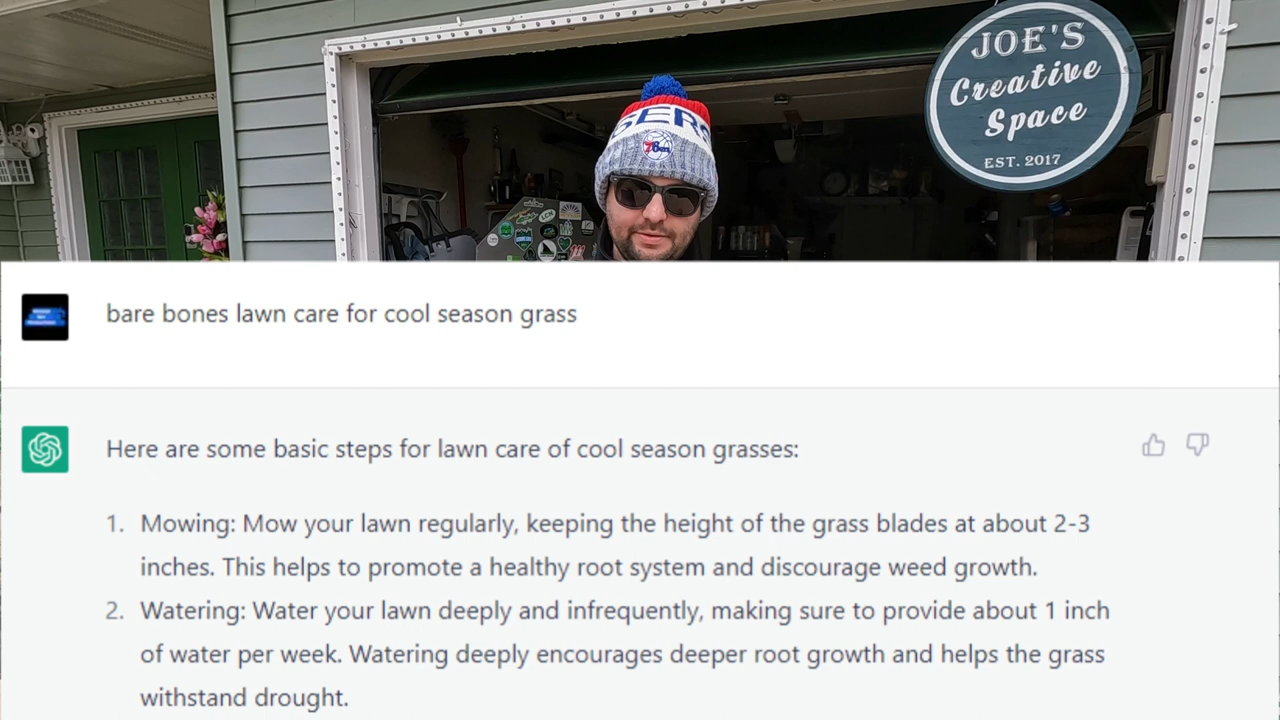 JOE'S
Creative
Space
EST. 2017
SERS
76ers
bare bones lawn care for cool season grass
Here are some basic steps for lawn care of cool season grasses:
1. Mowing: Mow your lawn regularly, keeping the height of the grass blades at about 2-3
inches. This helps to promote a healthy root system and discourage weed growth.
2. Watering: Water your lawn deeply and infrequently, making sure to provide about 1 inch
of water per week. Watering deeply encourages deeper root growth and helps the grass
withstand drought.